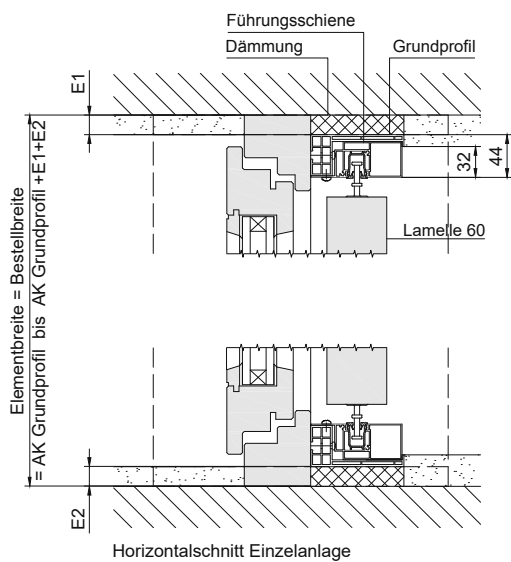 Führungsschiene
Dämmung
Grundprofil
E1
32
44
Lamelle 60
Elementbreite = Bestellbreite
= AK Grundprofil bis AK Grundprofil +E1+E2
E2
Horizontalschnitt Einzelanlage